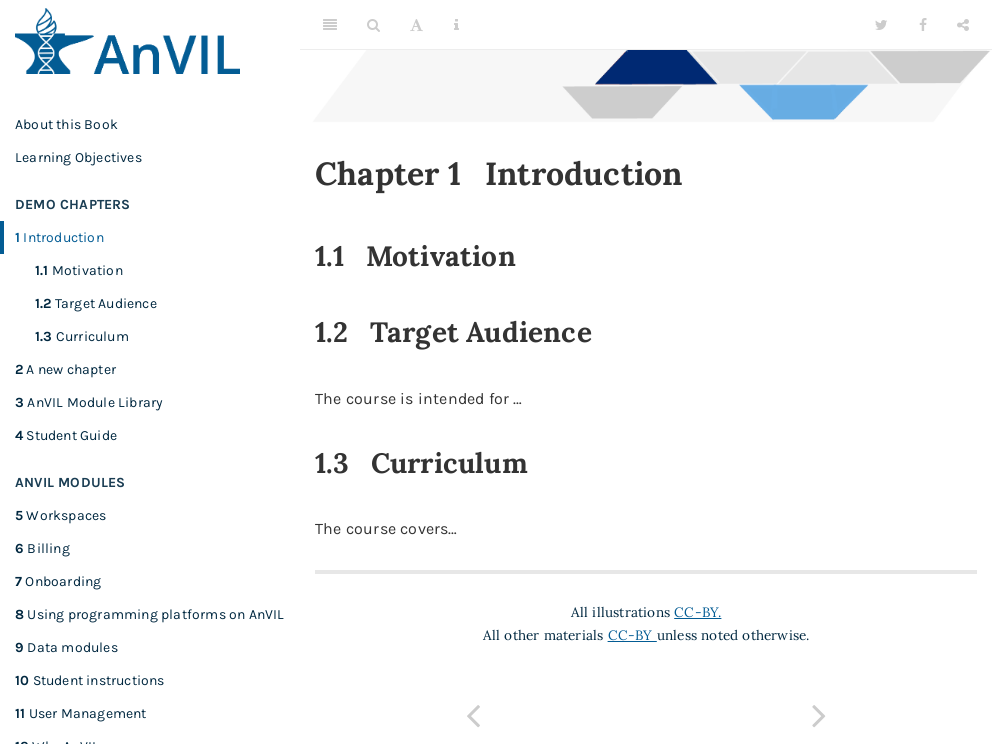 AnVIL
About this Book
Learning Objectives
DEMO CHAPTERS
1 Introduction
1.1 Motivation
1.2 Target Audience
1.3 Curriculum
2 A new chapter
3 AnVIL Module Library
4 Student Guide
ANVIL MODULES
5 Workspaces
6 Billing
7 Onboarding
8 Using programming platforms on AnVIL
9 Data modules
10 Student instructions
11 User Management
Chapter 1 Introduction
1.1 Motivation
1.2 Target Audience
The course is intended for …
1.3 Curriculum
The course covers…
All illustrations CC-BY.
All other materials CC-BY unless noted otherwise.